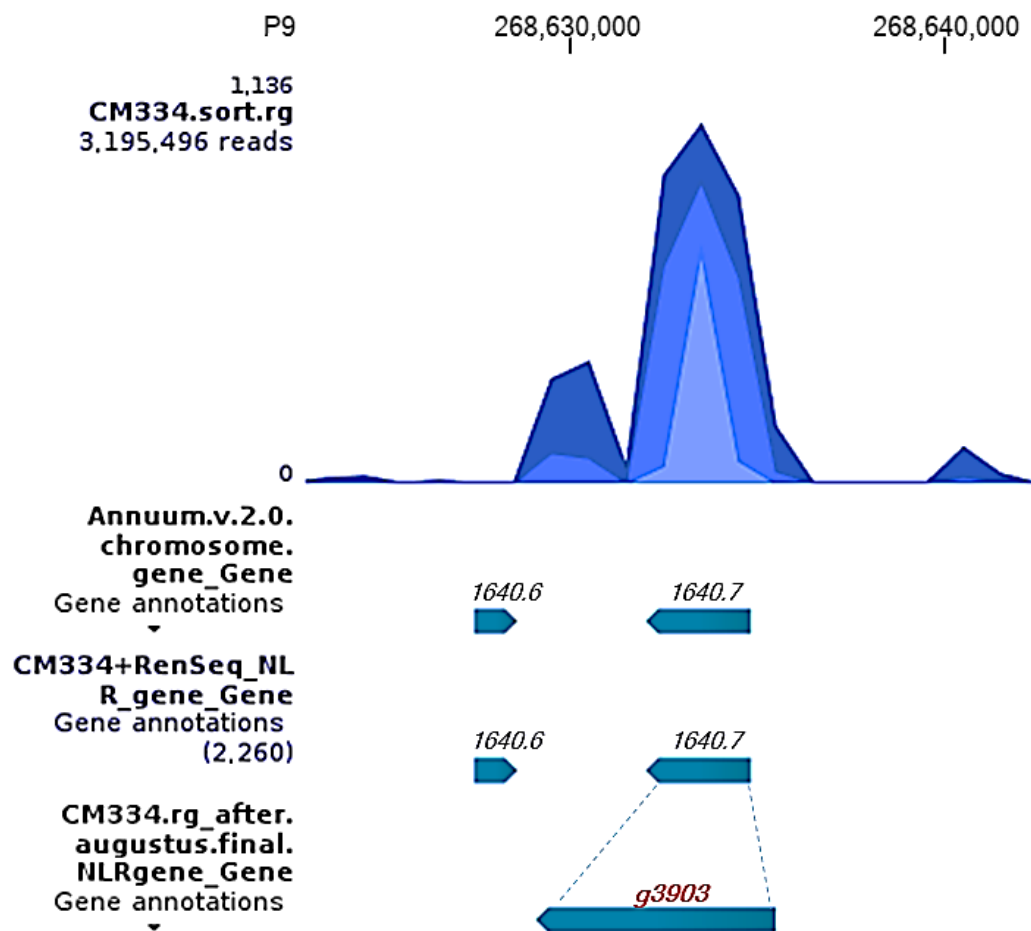 P9 268,630,000 268,640,000
1,136
CM334.sort.rg
3,195,496 reads
0
Annuum.v.2.0.
chromosome.
gene_Gene
Gene annotations
1640.6 1640.7
CM334+RenSeq_NL
R_gene_Gene
Gene annotations
(2,260)
1640.6 1640.7
CM334.rg_after.
augustus.final.
NLRgene_Gene
Gene annotations
g3903